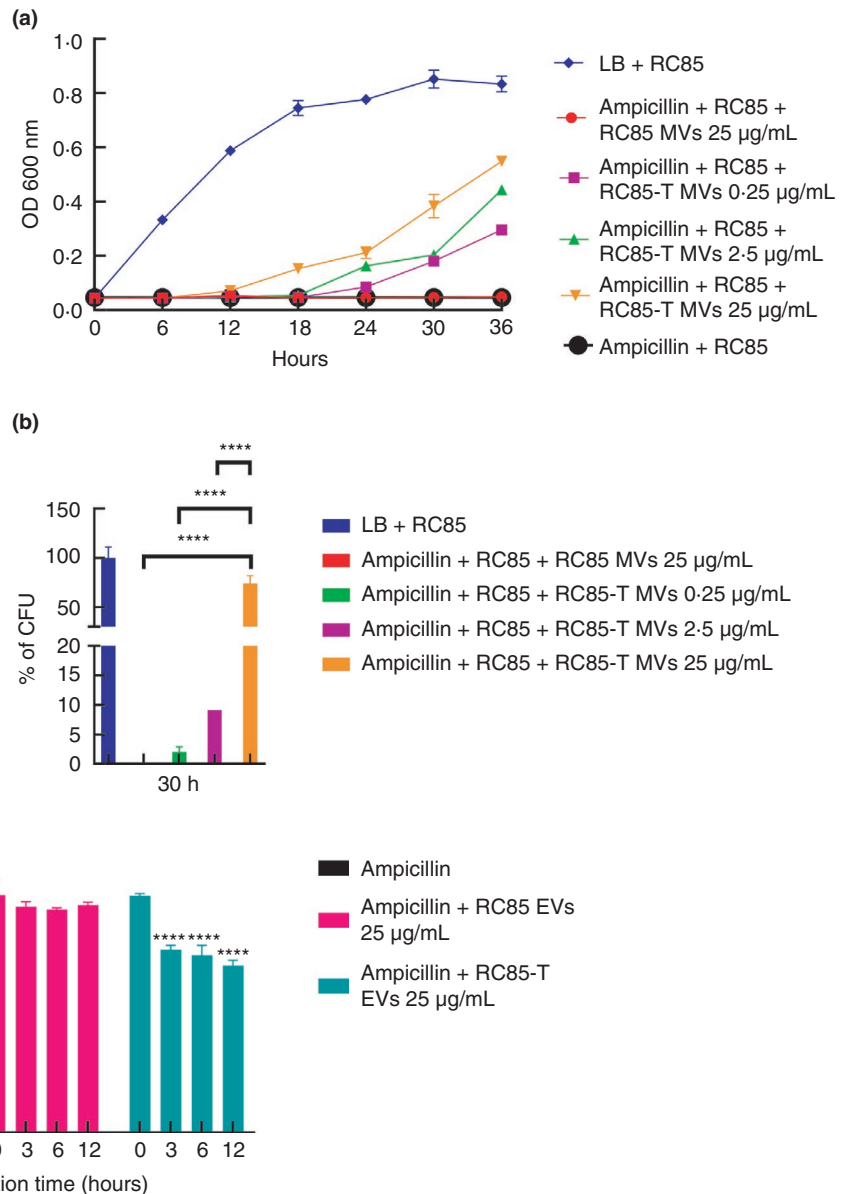 (a)
1·0
0·8
0·6
0·4
0·2
0·0
OD 600 nm
0 6 12 18 24 30 36
Hours
LB + RC85
Ampicillin + RC85 +
RC85 MVs 25 µg/mL
Ampicillin + RC85 +
RC85-T MVs 0·25 µg/mL
Ampicillin + RC85 +
RC85-T MVs 2·5 µg/mL
Ampicillin + RC85 +
RC85-T MVs 25 µg/mL
Ampicillin + RC85
(b)
****
****
****
150
100
50
20
15
10
5
0
% of CFU
30 h
LB + RC85
Ampicillin + RC85 + RC85 MVs 25 µg/mL
Ampicillin + RC85 + RC85-T MVs 0·25 µg/mL
Ampicillin + RC85 + RC85-T MVs 2·5 µg/mL
Ampicillin + RC85 + RC85-T MVs 25 µg/mL
**** **** ****
3 6 12 0 3 6 12
tion time (hours)
Ampicillin
Ampicillin + RC85 EVs
25 µg/mL
Ampicillin + RC85-T
EVs 25 µg/mL